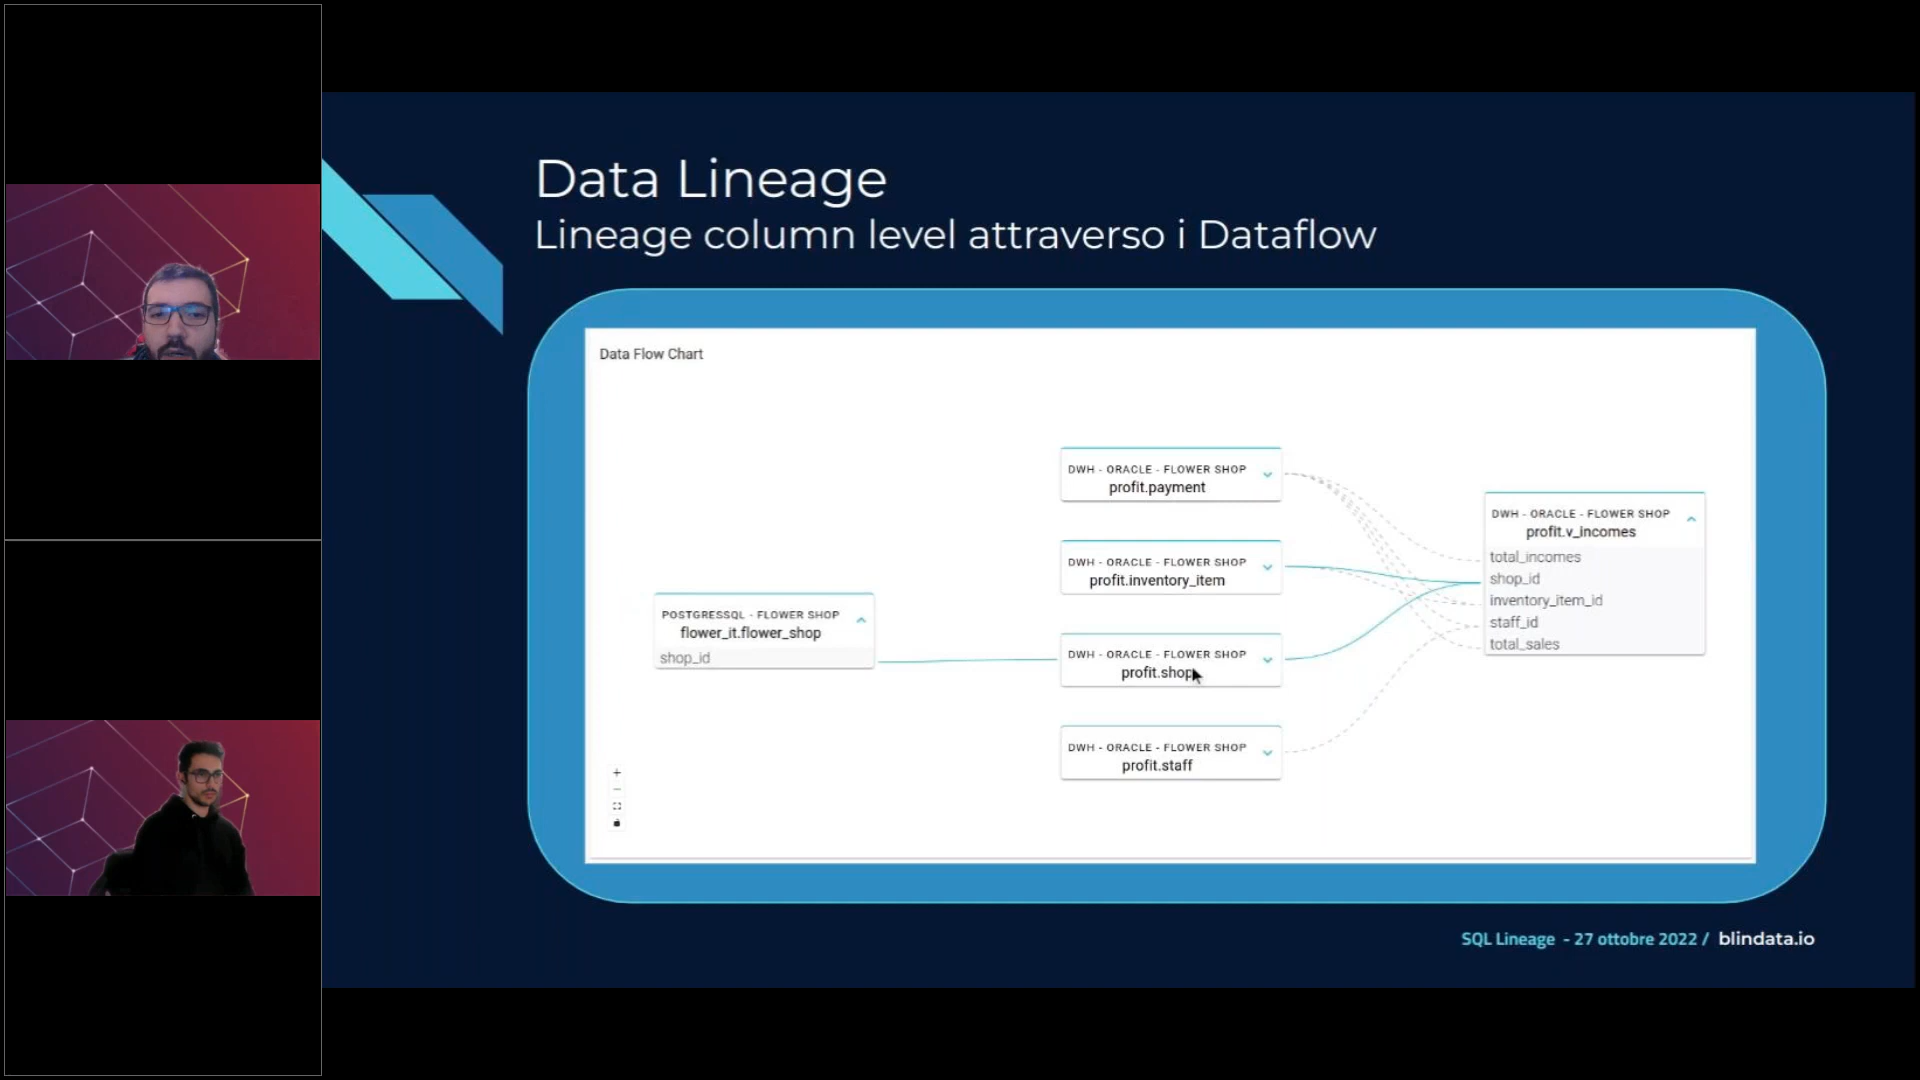 Data Lineage
Lineage column level attraverso i Dataflow
Data Flow Chart
DWH - ORACLE - FLOWER SHOP
profit.payment
DWH - ORACLE - FLOWER SHOP
profit.inventory_item
POSTGRESSQL - FLOWER SHOP
flower_it.flower_shop
shop_id
DWH - ORACLE - FLOWER SHOP
profit.shop
DWH - ORACLE - FLOWER SHOP
profit.staff
DWH - ORACLE - FLOWER SHOP
profit.v_incomes
total_incomes
shop_id
inventory_item_id
staff_id
total_sales
SQL Lineage - 27 ottobre 2022 / blindata.io